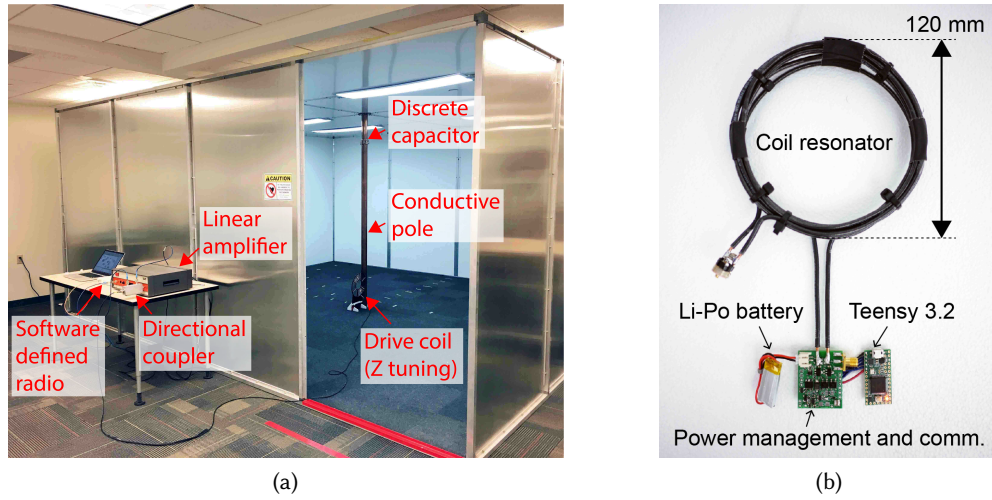 Discrete
capacitor
Linear
amplifier
Conductive
pole
CAUTION
Software
defined
radio
Directional
coupler
Drive coil
(Z tuning)
(a)
120 mm
Coil resonator
Li-Po battery
Teensy 3.2
Power management and comm.
(b)